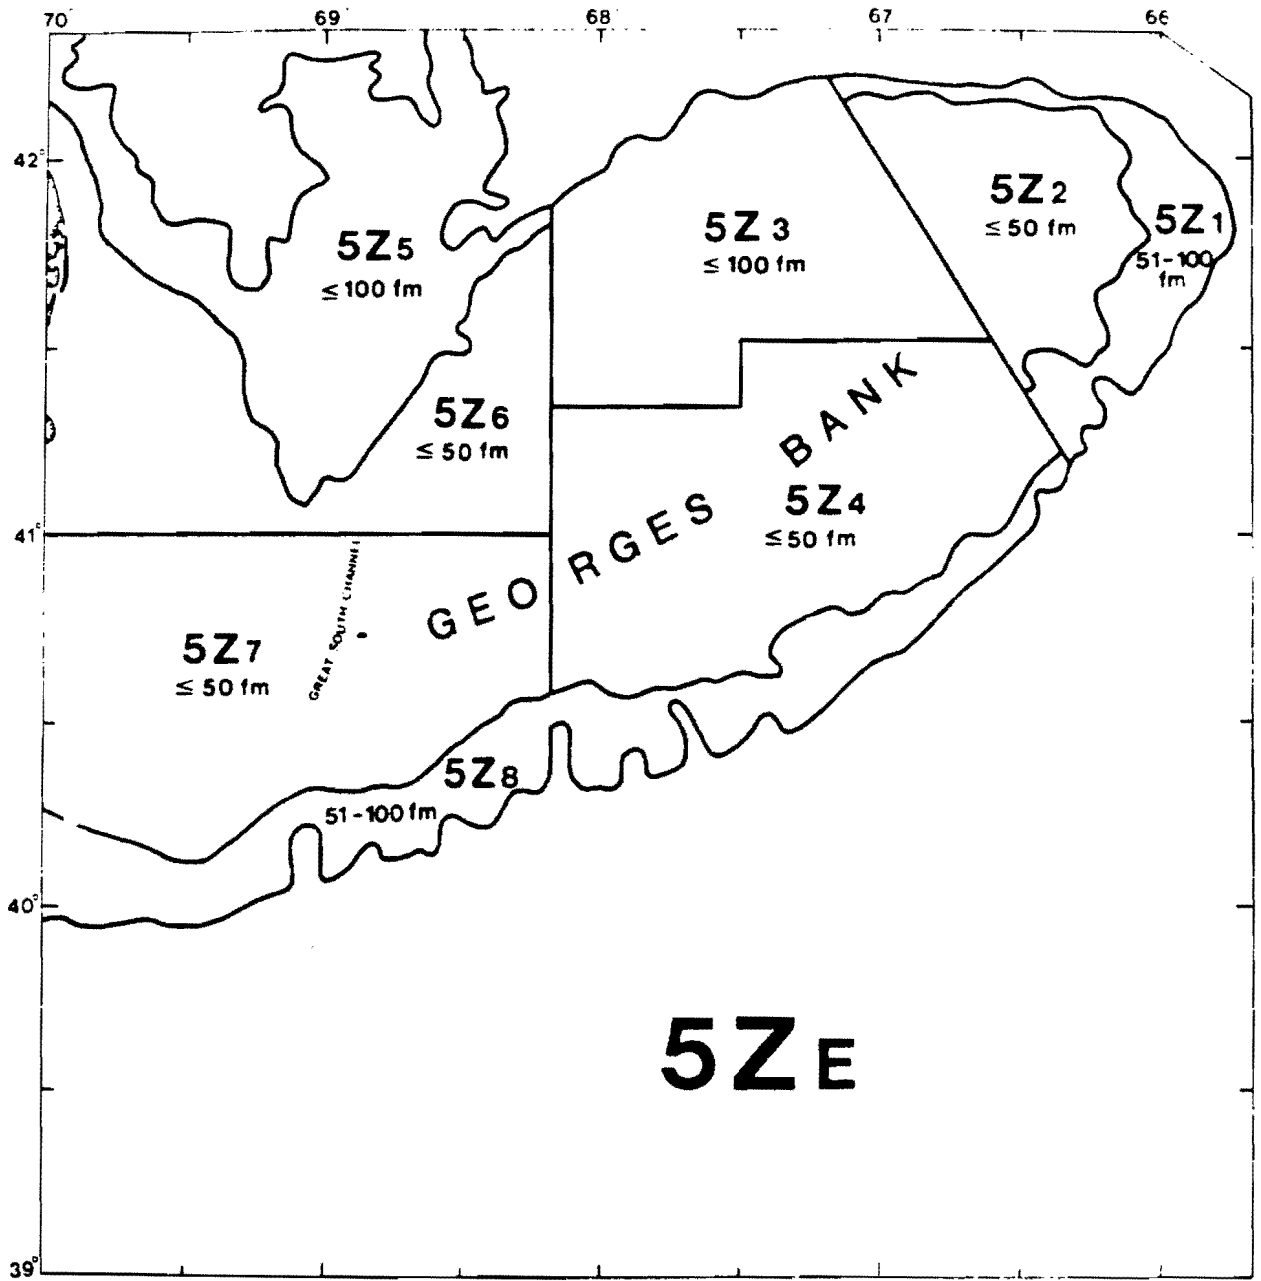 70° 69° 68° 67 66
42°
5Z2
≤ 50 fm
5Z1
51-100
fm
5Z3
≤ 100 fm
5Z5
≤ 100 fm
5Z6
≤ 50 fm
GEORGES BANK
5Z4
≤ 50 fm
41°
GREAT SOUTH CHANNEL
5Z7
≤ 50 fm
5Z8
51-100 fm
40°
5ZE
39°